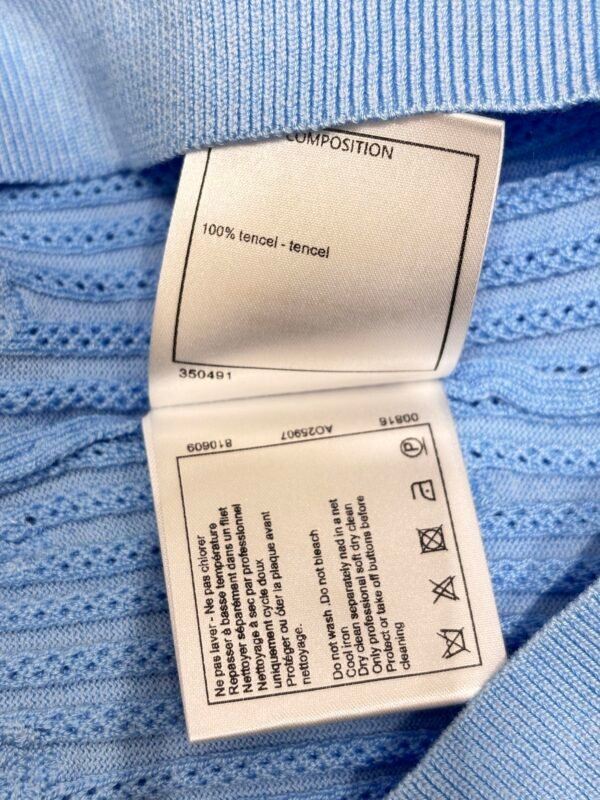 COMPOSITION
100% tencel - tencel
350491
810609 AO25907 00816
Ne pas laver - Ne pas chlorer
Repasser à basse température
Nettoyer séparément dans un filet
Nettoyage à sec par professionnel
uniquement cycle doux
Protéger ou ôter la plaque avant
nettoyage.
Do not wash .Do not bleach
Cool iron
Dry clean separately nad in a net
Only professional soft dry clean
Protect or take off buttons before
cleaning
P